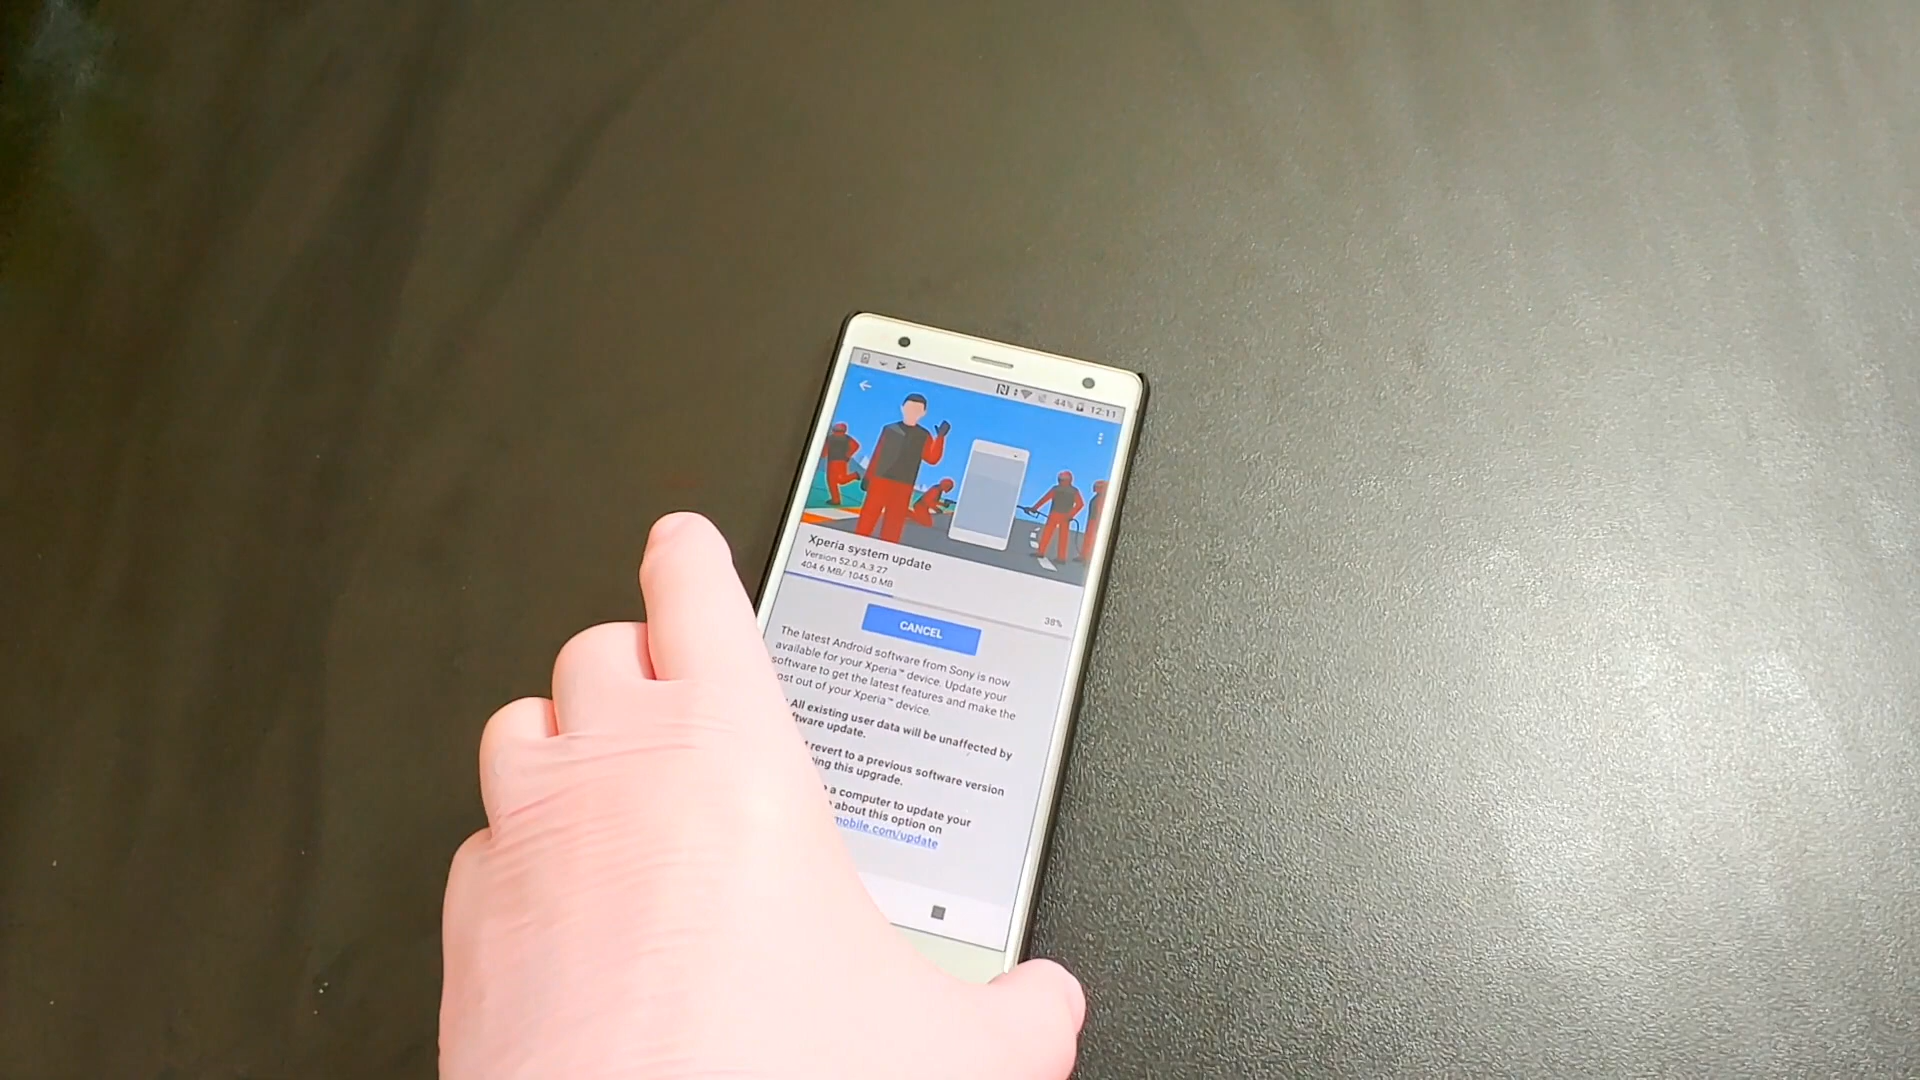 44% 12:11
Xperia system update
Version 52.0.A.3.27
404.6 MB/ 1045.0 MB
38%
CANCEL
The latest Android software from Sony is now
available for your Xperia™ device. Update your
software to get the latest features and make the
ost out of your Xperia™ device.
All existing user data will be unaffected by
ftware update.
revert to a previous software version
ing this upgrade.
a computer to update your
about this option on
mobile.com/update